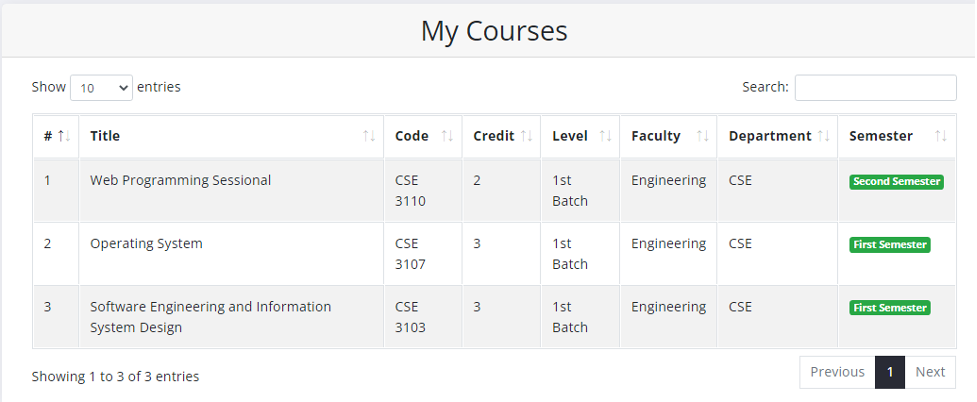 My Courses
Show 10 entries Search:
# Title Code Credit Level Faculty Department Semester
1 Web Programming Sessional CSE 2 1st Engineering CSE Second Semester
3110 Batch
2 Operating System CSE 3 1st Engineering CSE First Semester
3107 Batch
3 Software Engineering and Information CSE 3 1st Engineering CSE First Semester
System Design 3103 Batch
Showing 1 to 3 of 3 entries Previous 1 Next